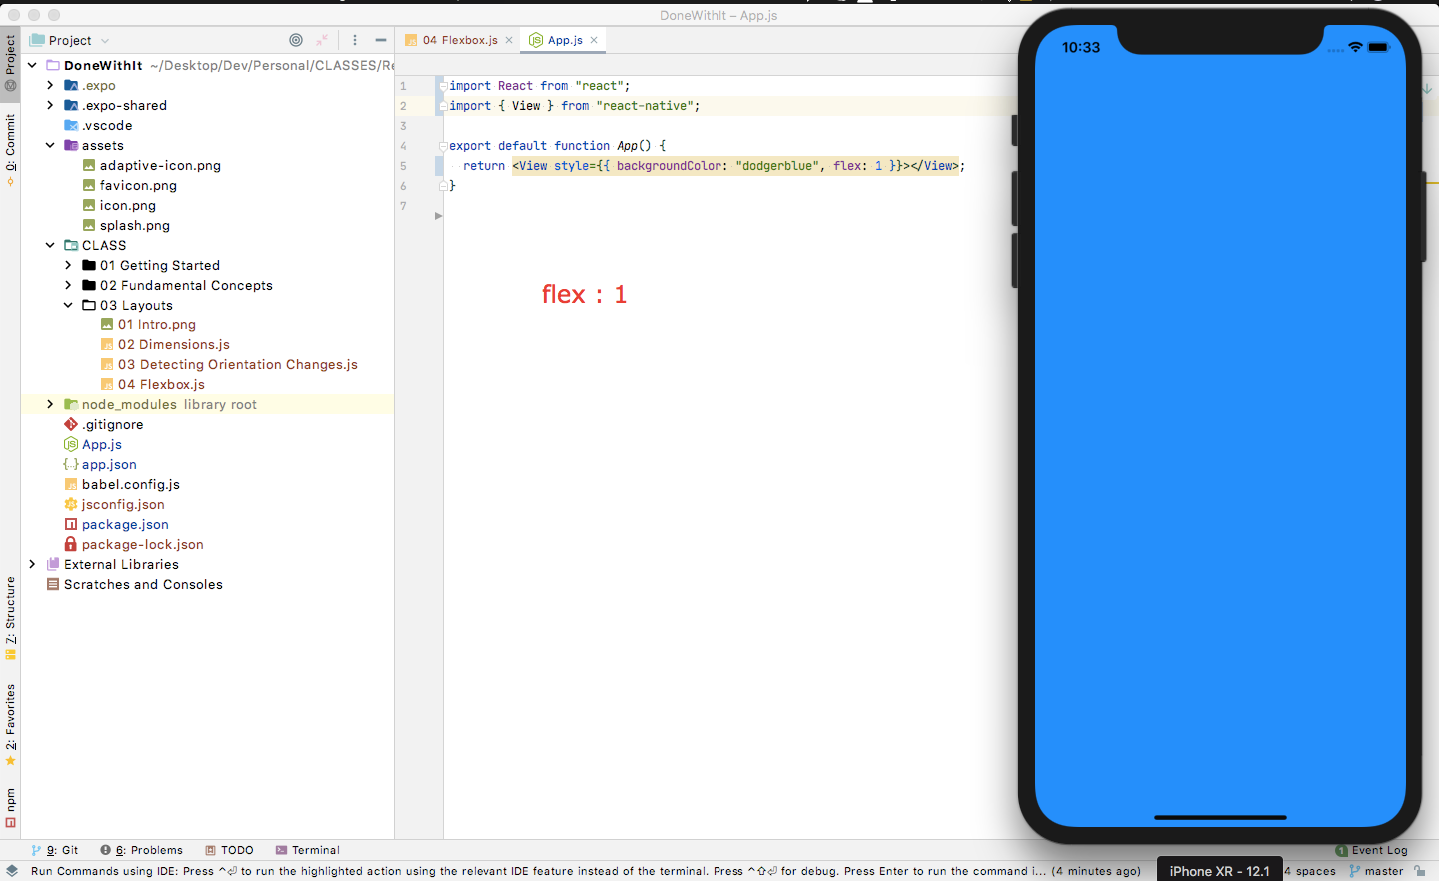 DoneWithIt – App.js
Project
04 Flexbox.js
App.js
DoneWithIt ~/Desktop/Dev/Personal/CLASSES/Re
.expo
.expo-shared
.vscode
assets
adaptive-icon.png
favicon.png
icon.png
splash.png
CLASS
01 Getting Started
02 Fundamental Concepts
03 Layouts
01 Intro.png
02 Dimensions.js
03 Detecting Orientation Changes.js
04 Flexbox.js
node_modules library root
.gitignore
App.js
app.json
babel.config.js
jsconfig.json
package.json
package-lock.json
External Libraries
Scratches and Consoles
Project
0: Commit
7: Structure
2: Favorites
npm
1 import React from "react";
2 import { View } from "react-native";
3
4 export default function App() {
5 return <View style={{ backgroundColor: "dodgerblue", flex: 1 }}></View>;
6 }
7
flex : 1
10:33
9: Git
6: Problems
TODO
Terminal
1 Event Log
Run Commands using IDE: Press ^⏎ to run the highlighted action using the relevant IDE feature instead of the terminal. Press ^⇧⏎ for debug. Press Enter to run the command i... (4 minutes ago)
iPhone XR - 12.1
4 spaces
master